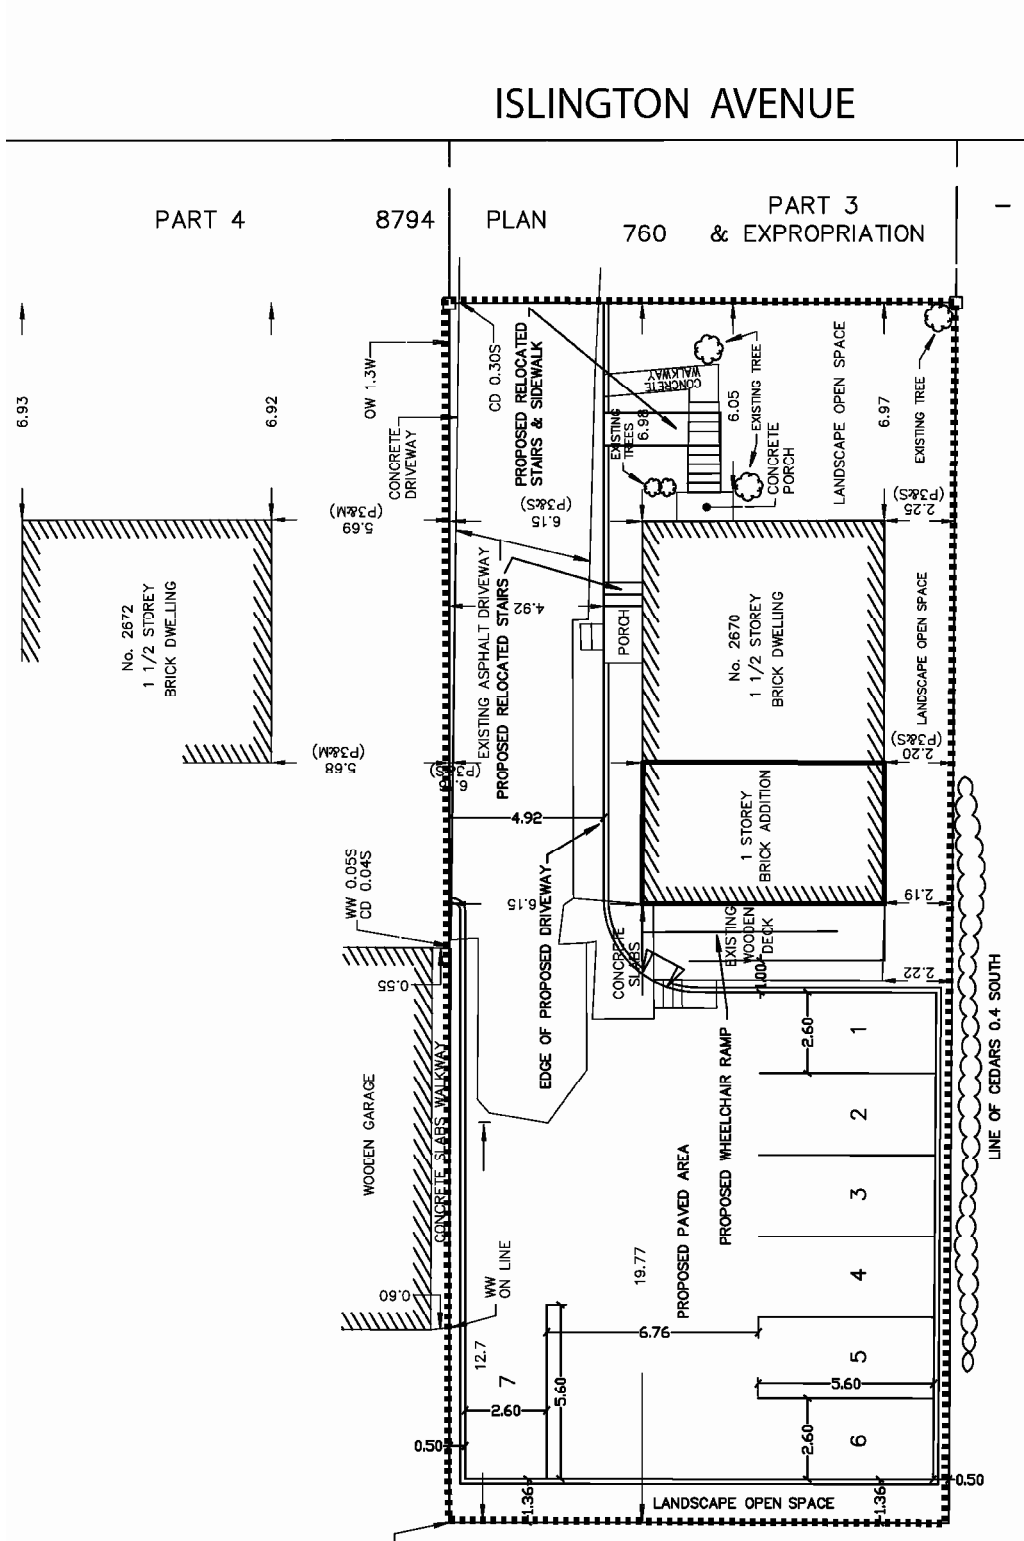 ISLINGTON AVENUE
PART 4
8794
PLAN
PART 3
760 & EXPROPRIATION
6.93
6.92
OW 1.3W
CONCRETE
DRIVEWAY
CD 0.30S
PROPOSED RELOCATED
STAIRS & SIDEWALK
CONCRETE
WALKWAY
EXISTING
TREES
6.98
6.05
EXISTING TREE
CONCRETE
PORCH
LANDSCAPE OPEN SPACE
6.97
EXISTING TREE
5.69
(P3&M)
6.15
(P3&S)
2.25
(P3&S)
No. 2672
1 1/2 STOREY
BRICK DWELLING
EXISTING ASPHALT DRIVEWAY
PROPOSED RELOCATED STAIRS
4.92
PORCH
No. 2670
1 1/2 STOREY
BRICK DWELLING
LANDSCAPE OPEN SPACE
5.68
(P3&M)
(P3&S)
2.20
(P3&S)
4.92
1 STOREY
BRICK ADDITION
WW 0.05S
CD 0.04S
6.15
2.19
EDGE OF PROPOSED DRIVEWAY
CONCRETE
SLABS
EXISTING
WOODEN
DECK
1.00
2.22
0.55
WOODEN GARAGE
CONCRETE SLABS WALKWAY
2.60
1
2
3
4
5
6
7
PROPOSED WHEELCHAIR RAMP
PROPOSED PAVED AREA
LINE OF CEDARS 0.4 SOUTH
0.60
WW
ON LINE
19.77
12.7
6.76
5.60
5.60
2.60
2.60
0.50
0.50
1.36
1.36
LANDSCAPE OPEN SPACE